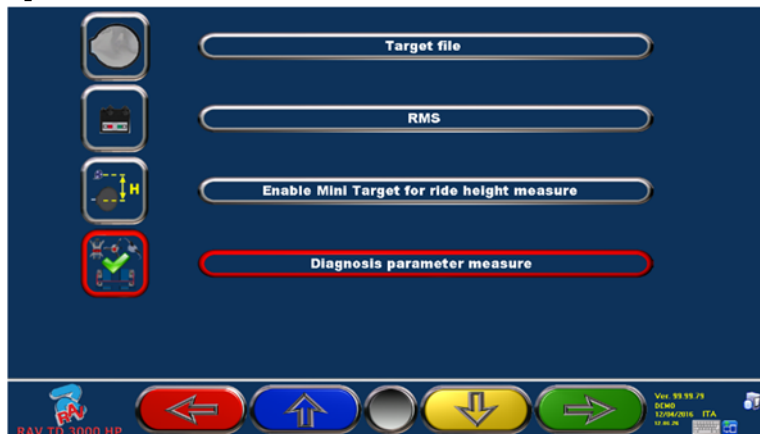 Target file
RMS
H
Enable Mini Target for ride height measure
Diagnosis parameter measure
RAV
RAV TD 3000 HP
Ver. 99.99.79
DEMO
12/04/2016 ITA